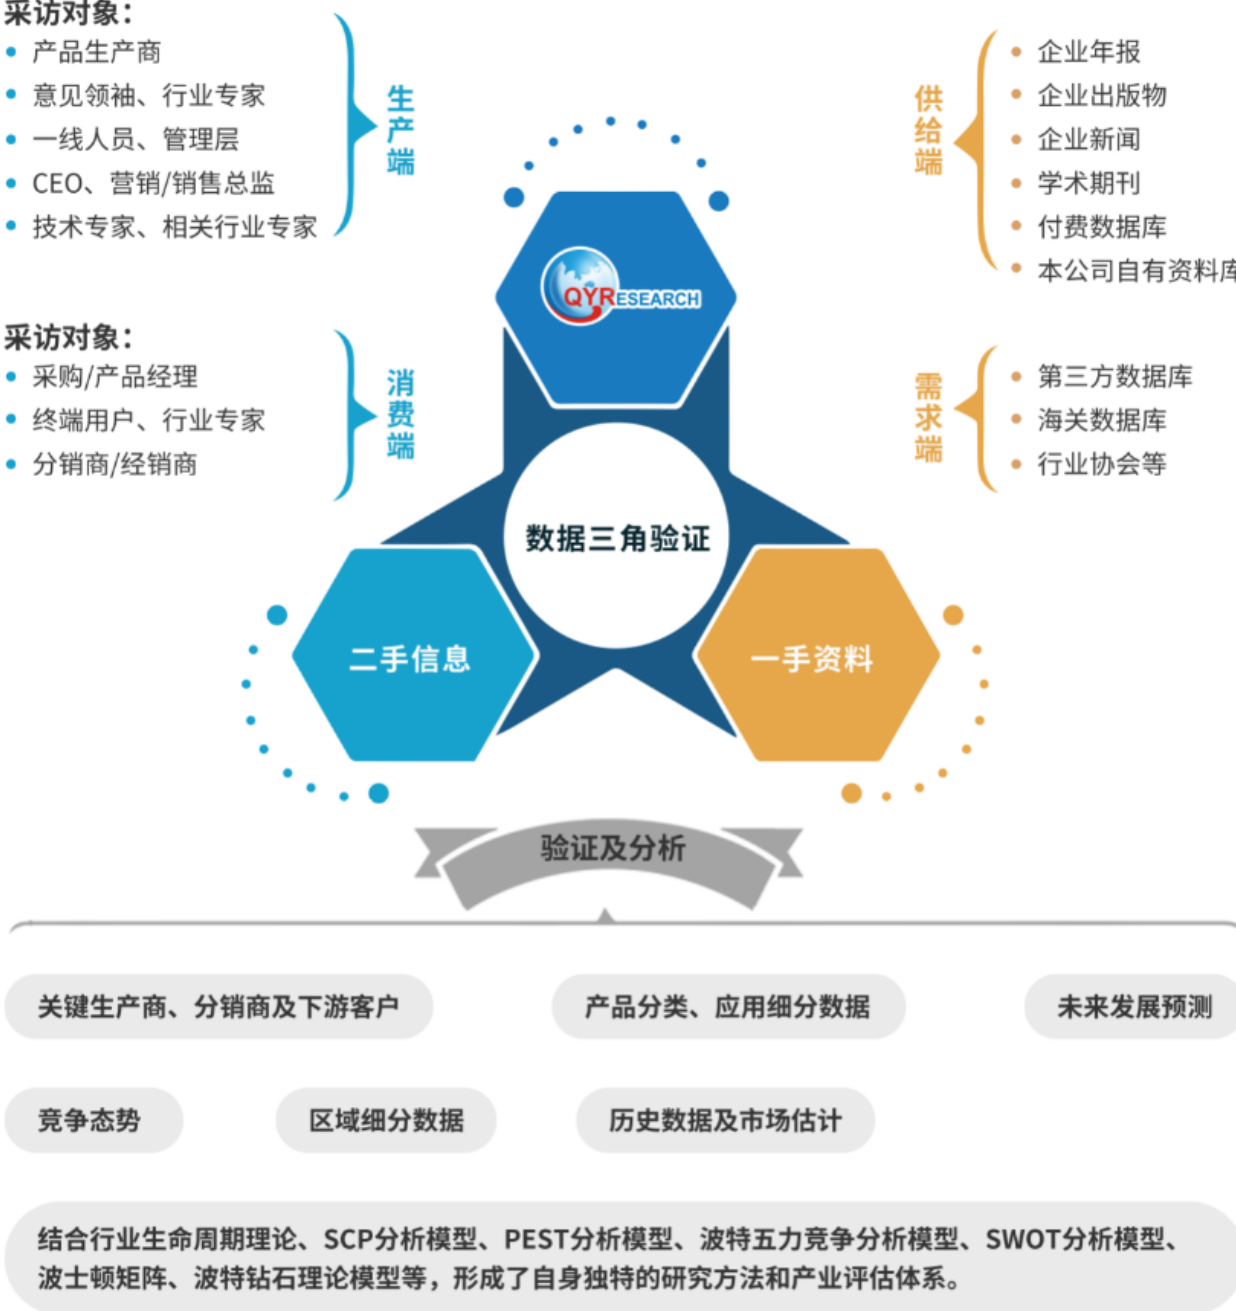 采访对象：
产品生产商
意见领袖、行业专家
一线人员、管理层
CEO、营销/销售总监
技术专家、相关行业专家
生产端
采访对象：
采购/产品经理
终端用户、行业专家
分销商/经销商
消费端
供给端
企业年报
企业出版物
企业新闻
学术期刊
付费数据库
本公司自有资料库
需求端
第三方数据库
海关数据库
行业协会等
QYRESEARCH
数据三角验证
二手信息
一手资料
验证及分析
关键生产商、分销商及下游客户
产品分类、应用细分数据
未来发展预测
竞争态势
区域细分数据
历史数据及市场估计
结合行业生命周期理论、SCP分析模型、PEST分析模型、波特五力竞争分析模型、SWOT分析模型、
波士顿矩阵、波特钻石理论模型等，形成了自身独特的研究方法和产业评估体系。